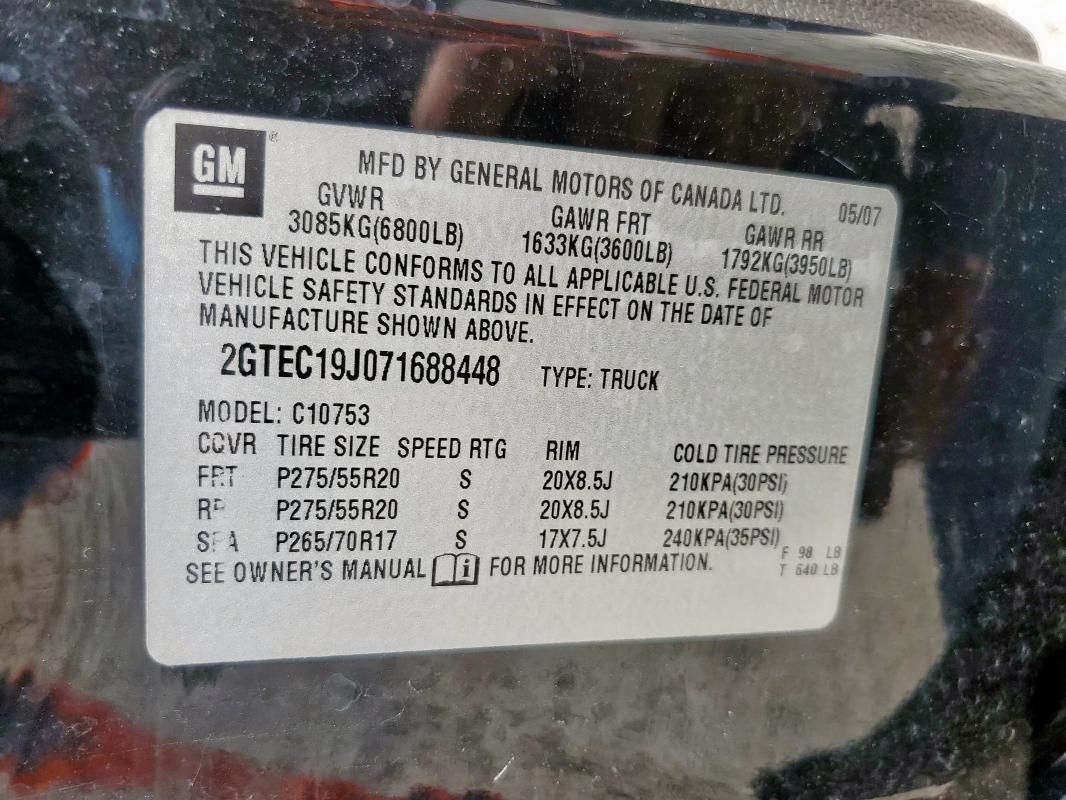 GM ®
MFD BY GENERAL MOTORS OF CANADA LTD.
05/07
GVWR GAWR FRT GAWR RR
3085KG(6800LB) 1633KG(3600LB) 1792KG(3950LB)
THIS VEHICLE CONFORMS TO ALL APPLICABLE U.S. FEDERAL MOTOR
VEHICLE SAFETY STANDARDS IN EFFECT ON THE DATE OF
MANUFACTURE SHOWN ABOVE.
2GTEC19J071688448 TYPE: TRUCK
MODEL: C10753
TIRE SIZE SPEED RTG RIM COLD TIRE PRESSURE
FRT P275/55R20 S 20X8.5J 210KPA(30PSI)
P275/55R20 S 20X8.5J 210KPA(30PSI)
SPA P265/70R17 S 17X7.5J 240KPA(35PSI)
F 98 LB
T 640 LB
SEE OWNER'S MANUAL i FOR MORE INFORMATION.